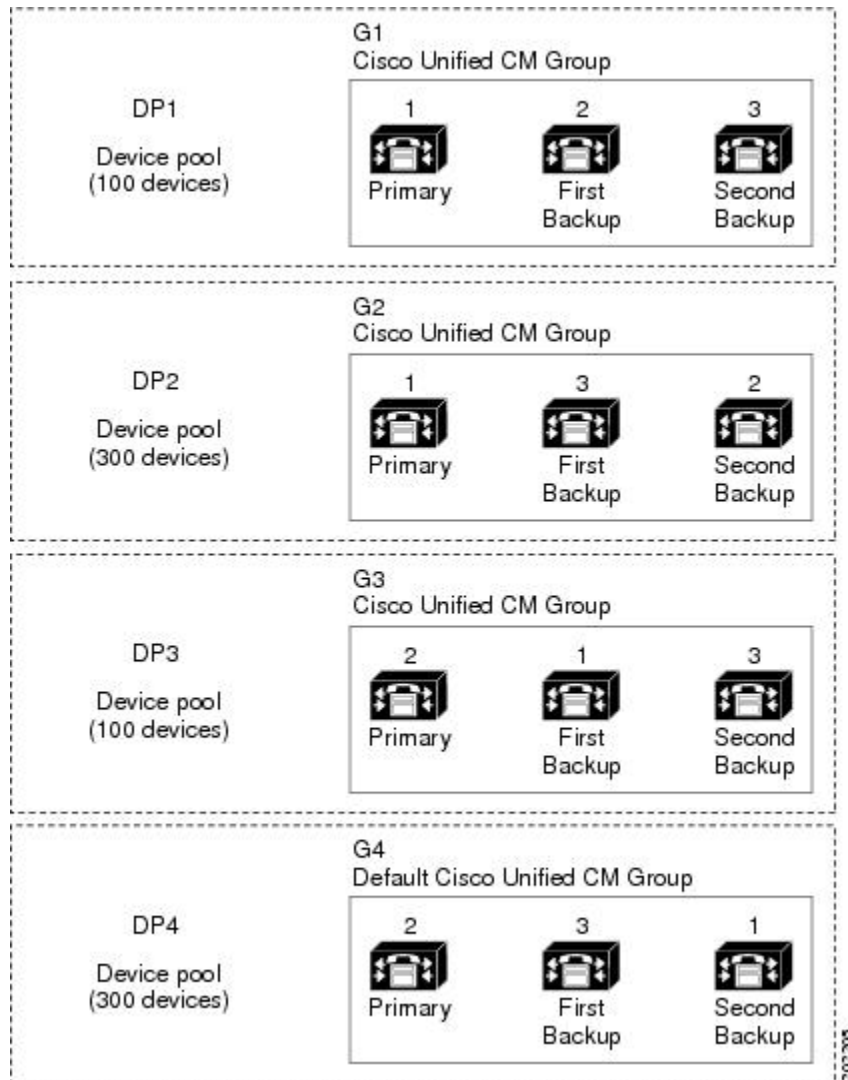 G1
Cisco Unified CM Group
DP1
Device pool
(100 devices)
1 2 3
Primary First Second
Backup Backup
G2
Cisco Unified CM Group
DP2
Device pool
(300 devices)
1 3 2
Primary First Second
Backup Backup
G3
Cisco Unified CM Group
DP3
Device pool
(100 devices)
2 1 3
Primary First Second
Backup Backup
G4
Default Cisco Unified CM Group
DP4
Device pool
(300 devices)
2 3 1
Primary First Second
Backup Backup